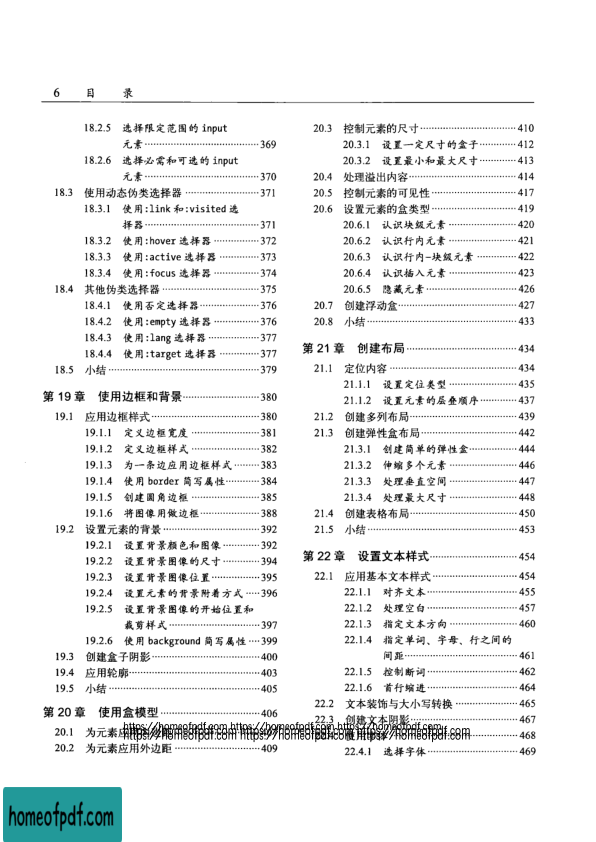 6 目 录
18.2.5 选择限定范围的 input
元素 369
18.2.6 选择必需和可选的 input
元素 370
18.3 使用动态伪类选择器 371
18.3.1 使用:link 和:visited 选
择器 371
18.3.2 使用:hover 选择器 372
18.3.3 使用:active 选择器 373
18.3.4 使用:focus 选择器 374
18.4 其他伪类选择器 375
18.4.1 使用否定选择器 376
18.4.2 使用:empty 选择器 376
18.4.3 使用:lang 选择器 377
18.4.4 使用:target 选择器 377
18.5 小结 379
第 19 章 使用边框和背景 380
19.1 应用边框样式 380
19.1.1 定义边框宽度 381
19.1.2 定义边框样式 382
19.1.3 为一条边应用边框样式 383
19.1.4 使用 border 简写属性 384
19.1.5 创建圆角边框 385
19.1.6 将图像用做边框 388
19.2 设置元素的背景 392
19.2.1 设置背景颜色和图像 392
19.2.2 设置背景图像的尺寸 394
19.2.3 设置背景图像位置 395
19.2.4 设置元素的背景附着方式 396
19.2.5 设置背景图像的开始位置和
裁剪样式 397
19.2.6 使用 background 简写属性 399
19.3 创建盒子阴影 400
19.4 应用轮廓 403
19.5 小结 405
第 20 章 使用盒模型 406
20.1 为元素应
20.2 为元素应用外边距 409
20.3 控制元素的尺寸 410
20.3.1 设置一定尺寸的盒子 412
20.3.2 设置最小和最大尺寸 413
20.4 处理溢出内容 414
20.5 控制元素的可见性 417
20.6 设置元素的盒类型 419
20.6.1 认识块级元素 420
20.6.2 认识行内元素 421
20.6.3 认识行内-块级元素 422
20.6.4 认识插入元素 423
20.6.5 隐藏元素 426
20.7 创建浮动盒 427
20.8 小结 433
第 21 章 创建布局 434
21.1 定位内容 434
21.1.1 设置定位类型 435
21.1.2 设置元素的层叠顺序 437
21.2 创建多列布局 439
21.3 创建弹性盒布局 442
21.3.1 创建简单的弹性盒 444
21.3.2 伸缩多个元素 446
21.3.3 处理垂直空间 447
21.3.4 处理最大尺寸 448
21.4 创建表格布局 450
21.5 小结 453
第 22 章 设置文本样式 454
22.1 应用基本文本样式 454
22.1.1 对齐文本 455
22.1.2 处理空白 457
22.1.3 指定文本方向 460
22.1.4 指定单词、字母、行之间的
间距 461
22.1.5 控制断词 462
22.1.6 首行缩进 464
22.2 文本装饰与大小写转换 465
22.3 创建文本阴影 467
22.4 使用字体 468
22.4.1 选择字体 469
https://homeofpdf.com https://homeofpdf.com https://homeofpdf.com
https://homeofpdf.com https://homeofpdf.com https://homeofpdf.com
homeofpdf.com